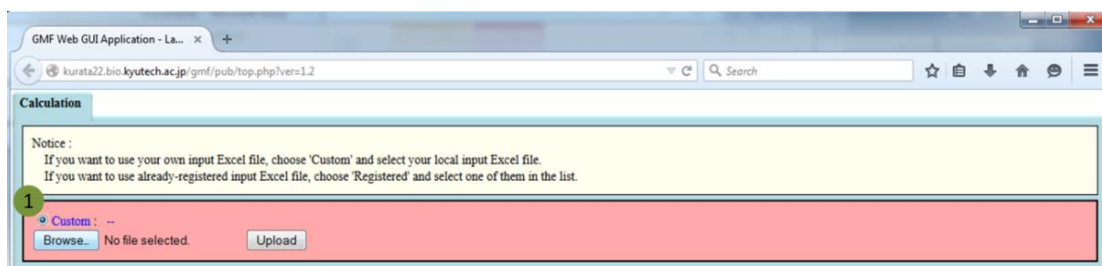 GMF Web GUI Application - La... × +
kurata22.bio.kyutech.ac.jp/gmf/pub/top.php?ver=1.2 Search
Calculation
Notice :
If you want to use your own input Excel file, choose 'Custom' and select your local input Excel file.
If you want to use already-registered input Excel file, choose 'Registered' and select one of them in the list.
1
Custom : --
Browse.. No file selected. Upload